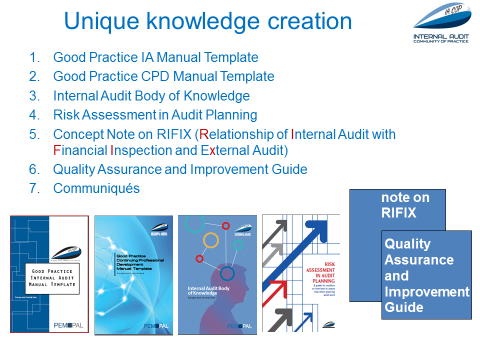 Unique knowledge creation
IA COP
INTERNAL AUDIT
COMMUNITY OF PRACTICE
1. Good Practice IA Manual Template
2. Good Practice CPD Manual Template
3. Internal Audit Body of Knowledge
4. Risk Assessment in Audit Planning
5. Concept Note on RIFIX (Relationship of Internal Audit with
Financial Inspection and External Audit)
6. Quality Assurance and Improvement Guide
7. Communiqués
GOOD PRACTICE
INTERNAL AUDIT
MANUAL TEMPLATE
PEMPAL
Good Practice
Continuing Professional
Development
Manual Template
PEMPAL
Internal Audit Body
of Knowledge
PEMPAL
RISK
ASSESSMENT
IN AUDIT
PLANNING
note on
RIFIX
Quality
Assurance
and
Improvement
Guide